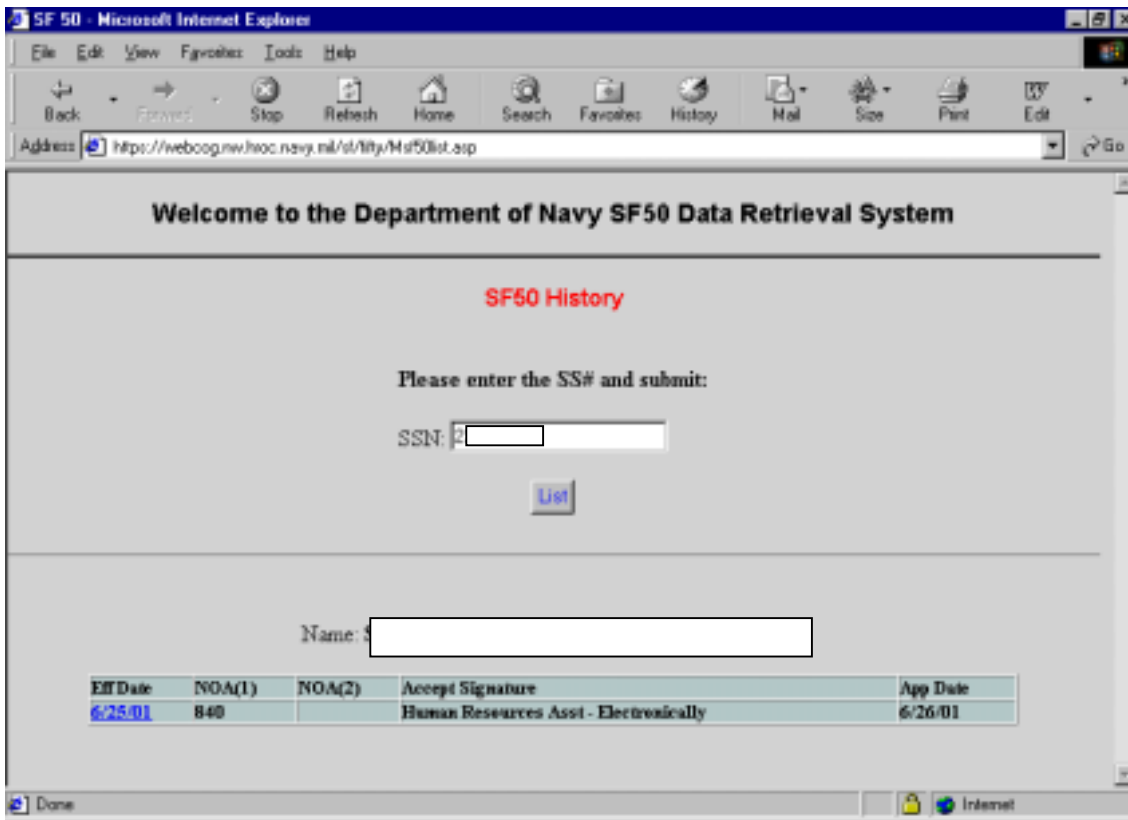 SF 50 - Microsoft Internet Explorer
File Edit View Favorites Tools Help
Back Forward Stop Refresh Home Search Favorites History Mail Size Print Edit
Address https://webcog.nw.hroc.navy.mil/sf/fifty/Msf50list.asp Go
Welcome to the Department of Navy SF50 Data Retrieval System
SF50 History
Please enter the SS# and submit:
SSN: 2
List
Name: S
Eff Date NOA(1) NOA(2) Accept Signature App Date
6/25/01 840 Human Resources Asst - Electronically 6/26/01
Done Internet